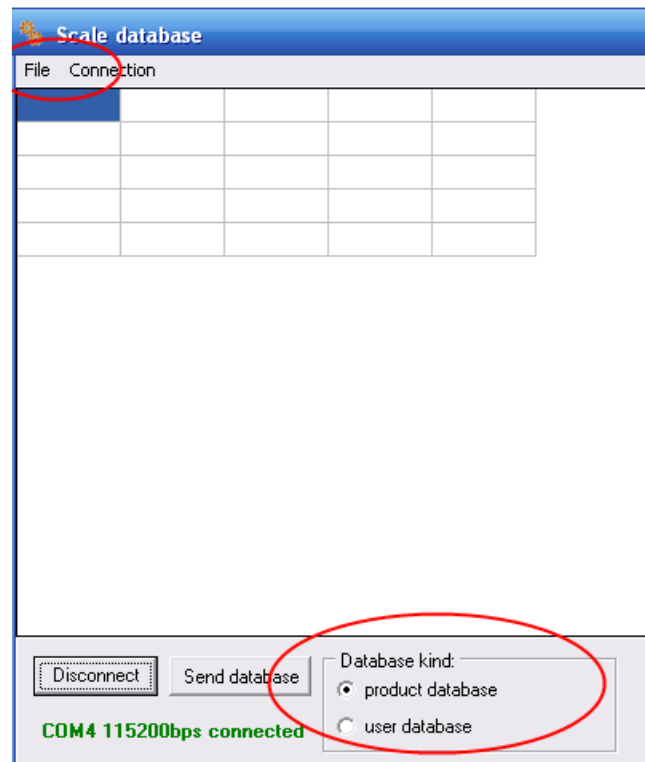 Scale database
File Connection
Database kind:
Disconnect Send database
product database
user database
COM4 115200bps connected